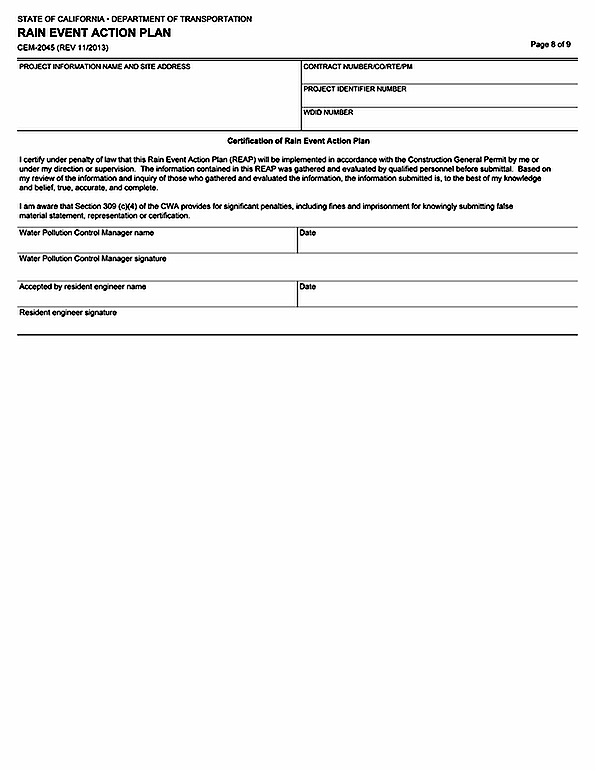 STATE OF CALIFORNIA • DEPARTMENT OF TRANSPORTATION
RAIN EVENT ACTION PLAN
CEM-2045 (REV 11/2013)
Page 8 of 9
PROJECT INFORMATION NAME AND SITE ADDRESS
CONTRACT NUMBER/CO/RTE/PM
PROJECT IDENTIFIER NUMBER
WDID NUMBER
Certification of Rain Event Action Plan
I certify under penalty of law that this Rain Event Action Plan (REAP) will be implemented in accordance with the Construction General Permit by me or
under my direction or supervision. The information contained in this REAP was gathered and evaluated by qualified personnel before submittal. Based on
my review of the information and inquiry of those who gathered and evaluated the information, the information submitted is, to the best of my knowledge
and belief, true, accurate, and complete.
I am aware that Section 309 (c)(4) of the CWA provides for significant penalties, including fines and imprisonment for knowingly submitting false
material statement, representation or certification.
Water Pollution Control Manager name
Date
Water Pollution Control Manager signature
Accepted by resident engineer name
Date
Resident engineer signature